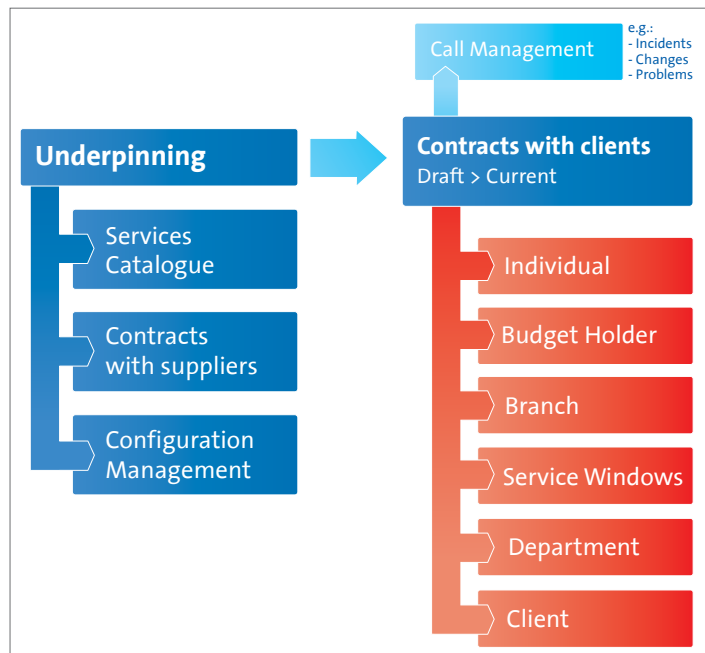 Call Management
e.g.:
- Incidents
- Changes
- Problems
Underpinning
Contracts with clients
Draft > Current
Services
Catalogue
Contracts
with suppliers
Configuration
Management
Individual
Budget Holder
Branch
Service Windows
Department
Client